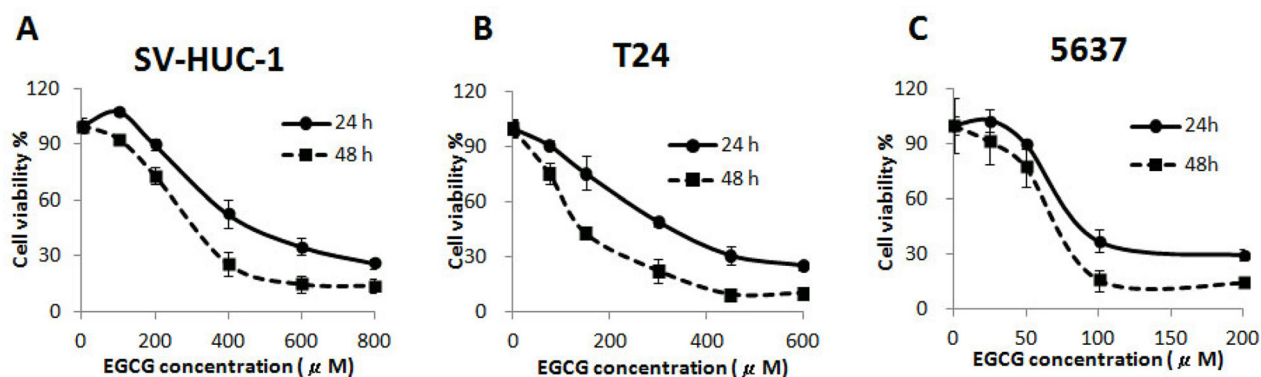 A
SV-HUC-1
Cell viability %
120
90
60
30
0
24 h
48 h
0 200 400 600 800
EGCG concentration ( μ M)
B
T24
Cell viability %
120
90
60
30
0
24 h
48 h
0 200 400 600
EGCG concentration ( μ M)
C
5637
Cell viability %
120
90
60
30
0
24h
48h
0 50 100 150 200
EGCG concentration ( μ M)